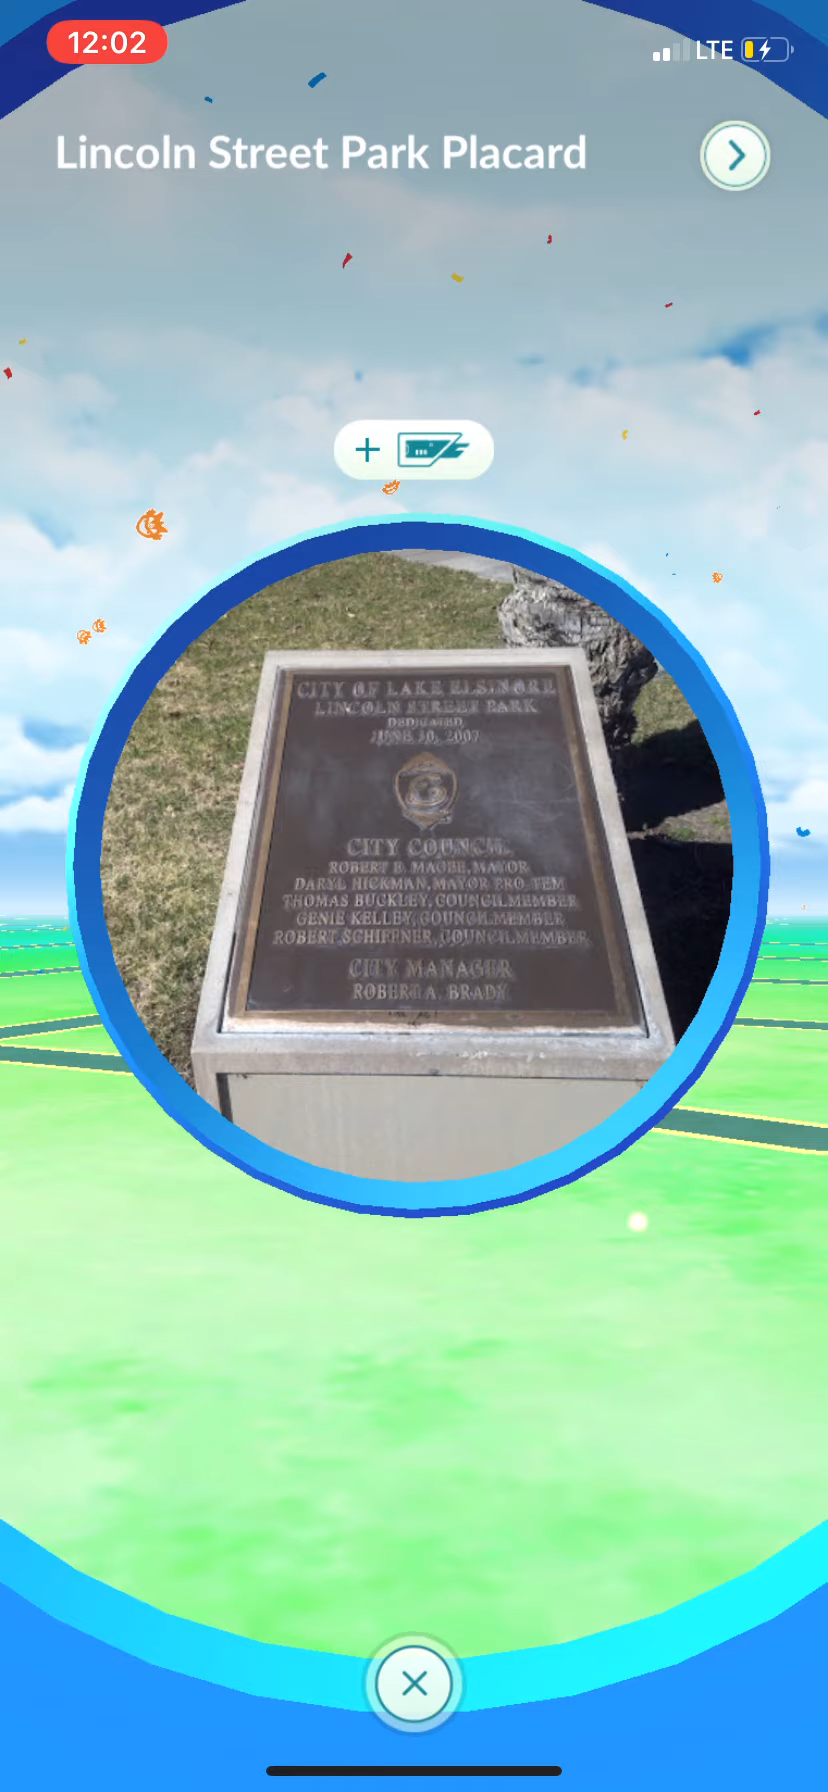 12:02
LTE
Lincoln Street Park Placard
CITY OF LAKE ELSINORE
LINCOLN STREET PARK
DEDICATED
JUNE 30, 2007
CITY COUNCIL
ROBERT E. MAGEE, MAYOR
DARYL HICKMAN, MAYOR PRO TEM
THOMAS BUCKLEY, COUNCILMEMBER
GENIE KELLEY, COUNCILMEMBER
ROBERT SCHIFFNER, COUNCILMEMBER
CITY MANAGER
ROBERT A. BRADY